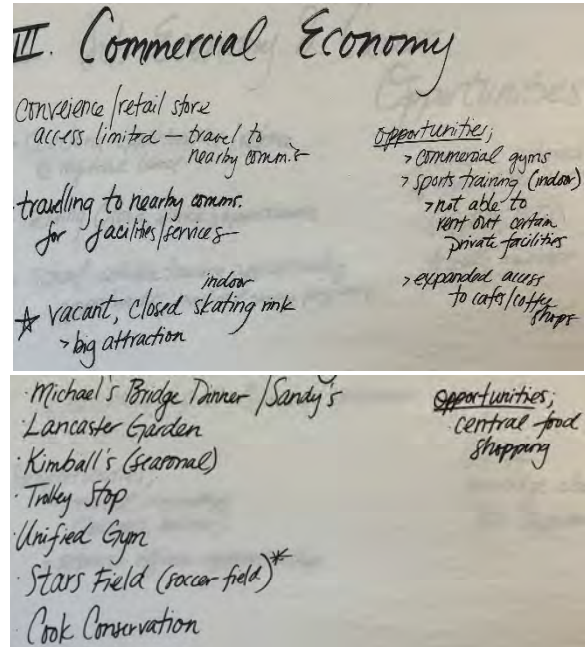 III. Commercial Economy
Conveience/retail store
access limited — travel to
nearby comm.'s
· travelling to nearby comms.
for facilities/services
indoor
☆ vacant, closed skating rink
> big attraction
opportunities;
> commercial gyms
> sports training (indoor)
> not able to
rent out certain
private facilities
> expanded access
to cafes/coffee
shops
· Michael's Bridge Dinner/Sandy's
· Lancaster Garden
· Kimball's (seasonal)
· Trolley Stop
· Unified Gym
· Stars Field (soccer field)*
· Cook Conservation
opportunities;
central food
shopping